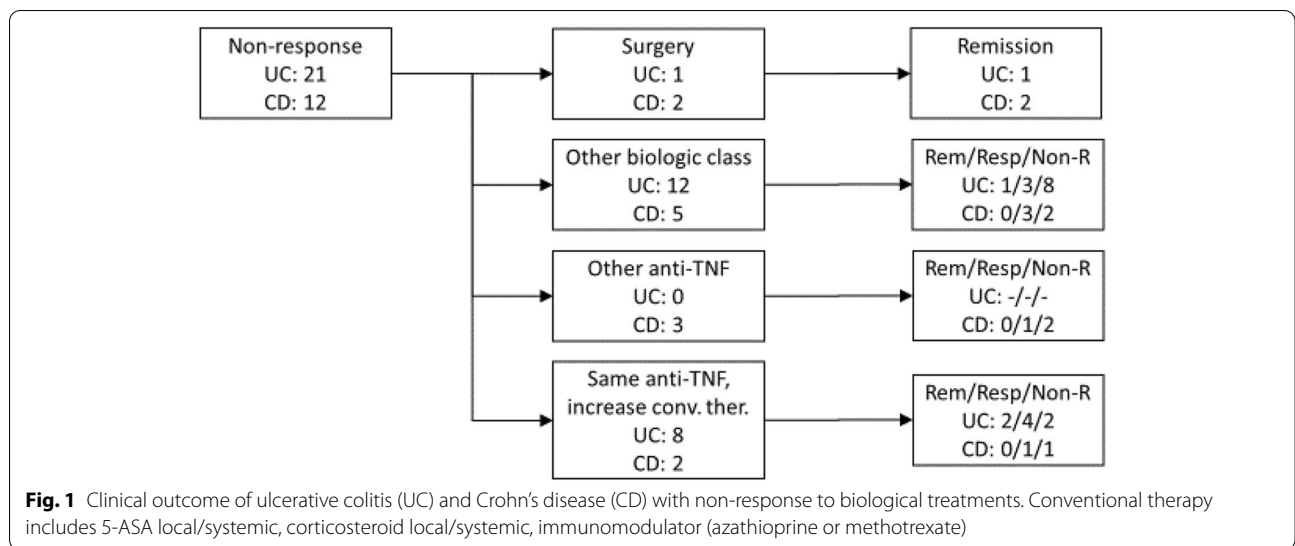 Non-response
UC: 21
CD: 12
Surgery
UC: 1
CD: 2
Remission
UC: 1
CD: 2
Other biologic class
UC: 12
CD: 5
Rem/Resp/Non-R
UC: 1/3/8
CD: 0/3/2
Other anti-TNF
UC: 0
CD: 3
Rem/Resp/Non-R
UC: -/-/-
CD: 0/1/2
Same anti-TNF,
increase conv. ther.
UC: 8
CD: 2
Rem/Resp/Non-R
UC: 2/4/2
CD: 0/1/1
Fig. 1 Clinical outcome of ulcerative colitis (UC) and Crohn’s disease (CD) with non-response to biological treatments. Conventional therapy
includes 5-ASA local/systemic, corticosteroid local/systemic, immunomodulator (azathioprine or methotrexate)